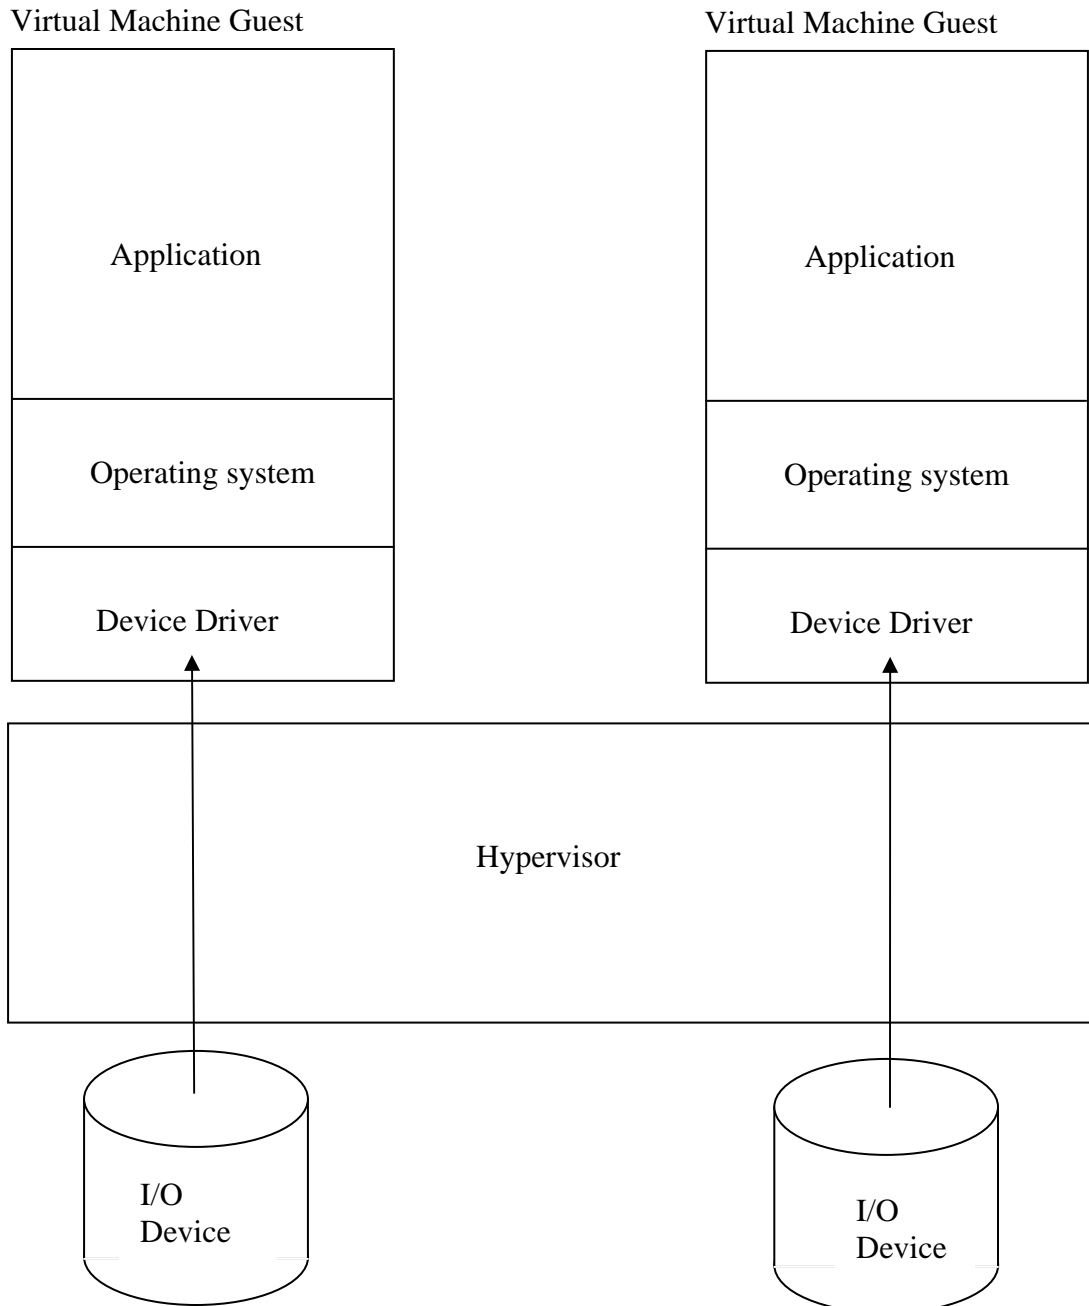 Virtual Machine Guest
Virtual Machine Guest
Application
Application
Operating system
Operating system
Device Driver
Device Driver
Hypervisor
I/O
Device
I/O
Device